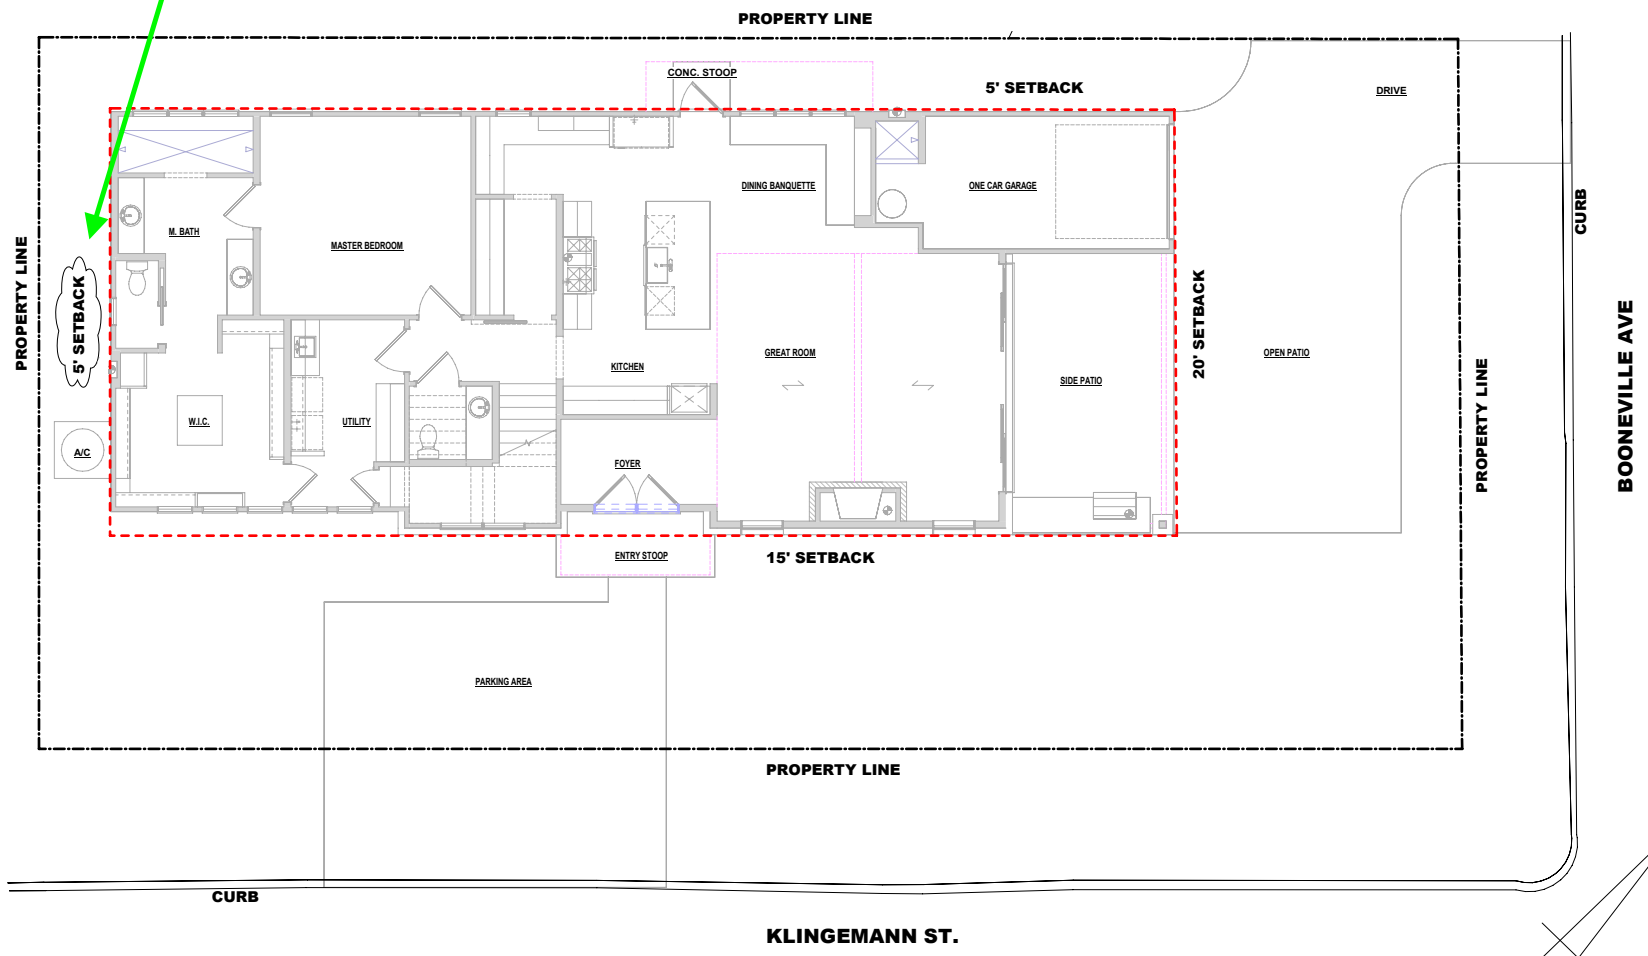 PROPERTY LINE
CONC. STOOP
5' SETBACK
DRIVE
DINING BANQUETTE
ONE CAR GARAGE
CURB
M. BATH
MASTER BEDROOM
PROPERTY LINE
5' SETBACK
20' SETBACK
BOONEVILLE AVE
GREAT ROOM
OPEN PATIO
KITCHEN
SIDE PATIO
PROPERTY LINE
W.I.C.
UTILITY
A/C
FOYER
ENTRY STOOP
15' SETBACK
PARKING AREA
PROPERTY LINE
CURB
KLINGEMANN ST.